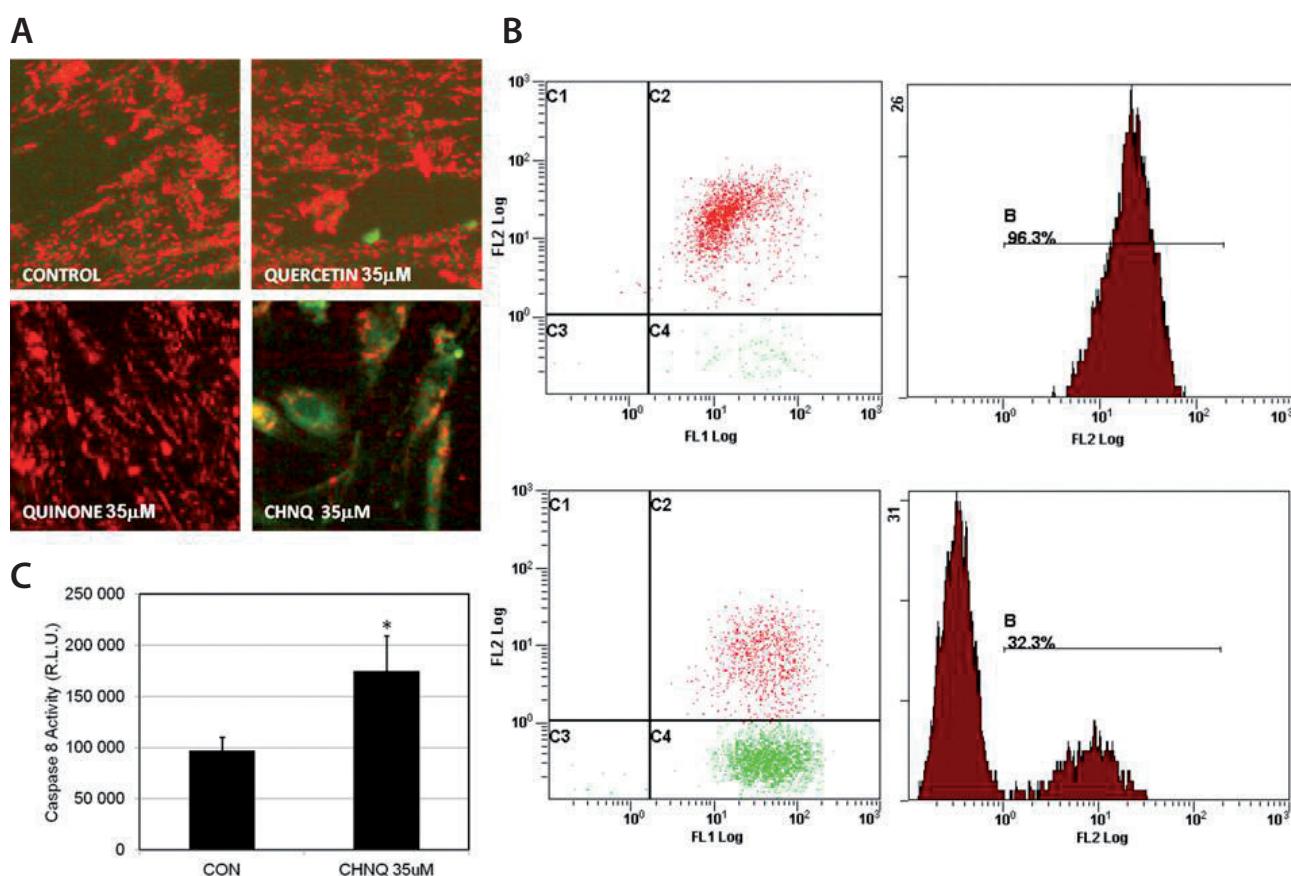 A
CONTROL
QUERCETIN 35µM
QUINONE 35µM
CHNQ 35µM
B
10³
10²
10¹
10⁰
FL2 Log
C1
C2
C3
C4
10⁰ 10¹ 10² 10³
FL1 Log
26
B
96.3%
10⁰ 10¹ 10² 10³
FL2 Log
10³
10²
10¹
10⁰
FL2 Log
C1
C2
C3
C4
10⁰ 10¹ 10² 10³
FL1 Log
31
B
32.3%
10⁰ 10¹ 10² 10³
FL2 Log
C
Caspase 8 Activity (R.L.U.)
250 000
200 000
150 000
100 000
50 000
0
*
CON
CHNQ 35uM